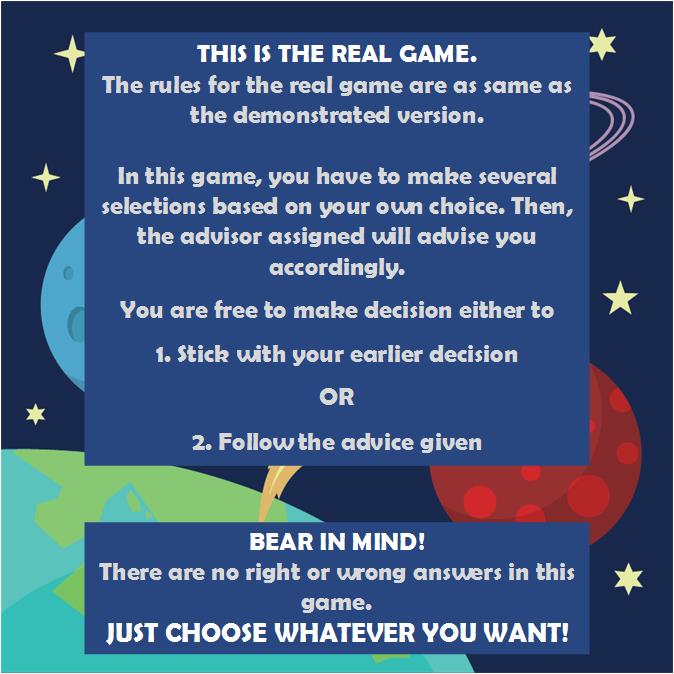 THIS IS THE REAL GAME.
The rules for the real game are as same as
the demonstrated version.
In this game, you have to make several
selections based on your own choice. Then,
the advisor assigned will advise you
accordingly.
You are free to make decision either to
1. Stick with your earlier decision
OR
2. Follow the advice given
BEAR IN MIND!
There are no right or wrong answers in this
game.
JUST CHOOSE WHATEVER YOU WANT!